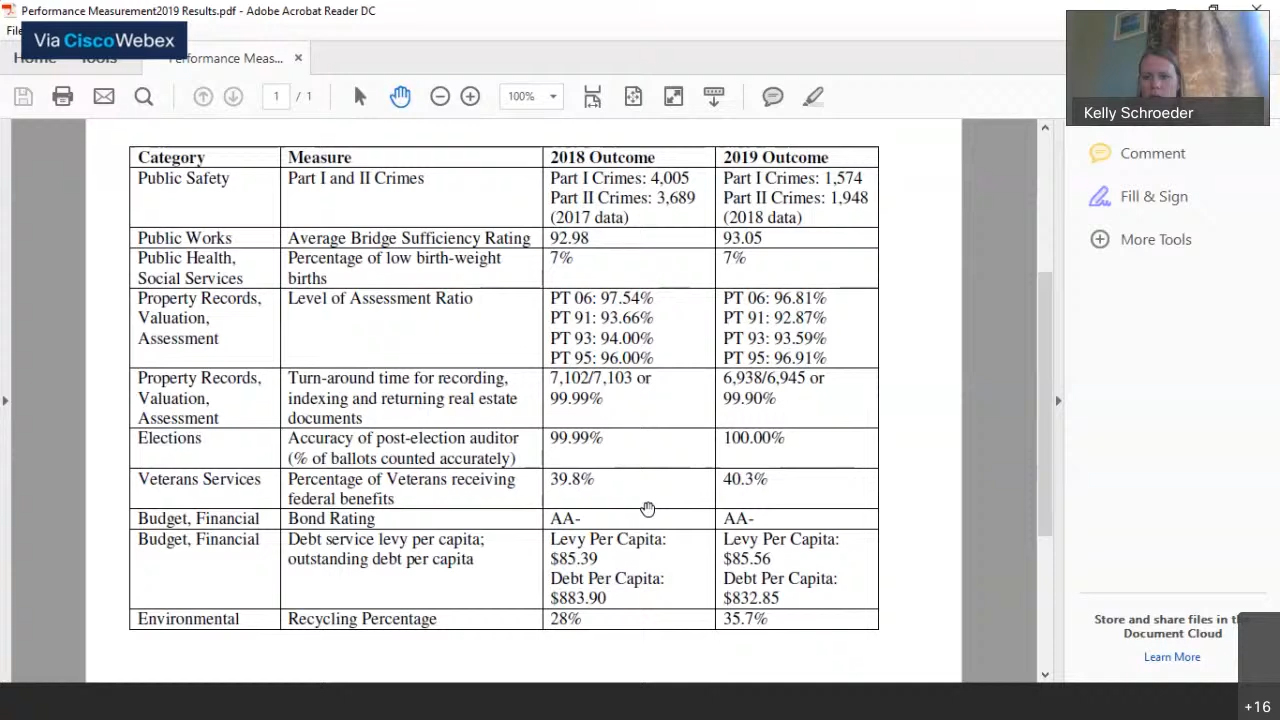 Performance Measurement2019 Results.pdf - Adobe Acrobat Reader DC
Via CiscoWebex
Home Tools Performance Meas... ×
1 / 1 100%
Kelly Schroeder
Comment
Fill & Sign
More Tools
Category Measure 2018 Outcome 2019 Outcome
Public Safety Part I and II Crimes Part I Crimes: 4,005 Part I Crimes: 1,574
Part II Crimes: 3,689 Part II Crimes: 1,948
(2017 data) (2018 data)
Public Works Average Bridge Sufficiency Rating 92.98 93.05
Public Health, Percentage of low birth-weight 7% 7%
Social Services births
Property Records, Level of Assessment Ratio PT 06: 97.54% PT 06: 96.81%
Valuation, PT 91: 93.66% PT 91: 92.87%
Assessment PT 93: 94.00% PT 93: 93.59%
PT 95: 96.00% PT 95: 96.91%
Property Records, Turn-around time for recording, 7,102/7,103 or 6,938/6,945 or
Valuation, indexing and returning real estate 99.99% 99.90%
Assessment documents
Elections Accuracy of post-election auditor 99.99% 100.00%
(% of ballots counted accurately)
Veterans Services Percentage of Veterans receiving 39.8% 40.3%
federal benefits
Budget, Financial Bond Rating AA- AA-
Budget, Financial Debt service levy per capita; Levy Per Capita: Levy Per Capita:
outstanding debt per capita $85.39 $85.56
Debt Per Capita: Debt Per Capita:
$883.90 $832.85
Environmental Recycling Percentage 28% 35.7%
Store and share files in the
Document Cloud
Learn More
+16